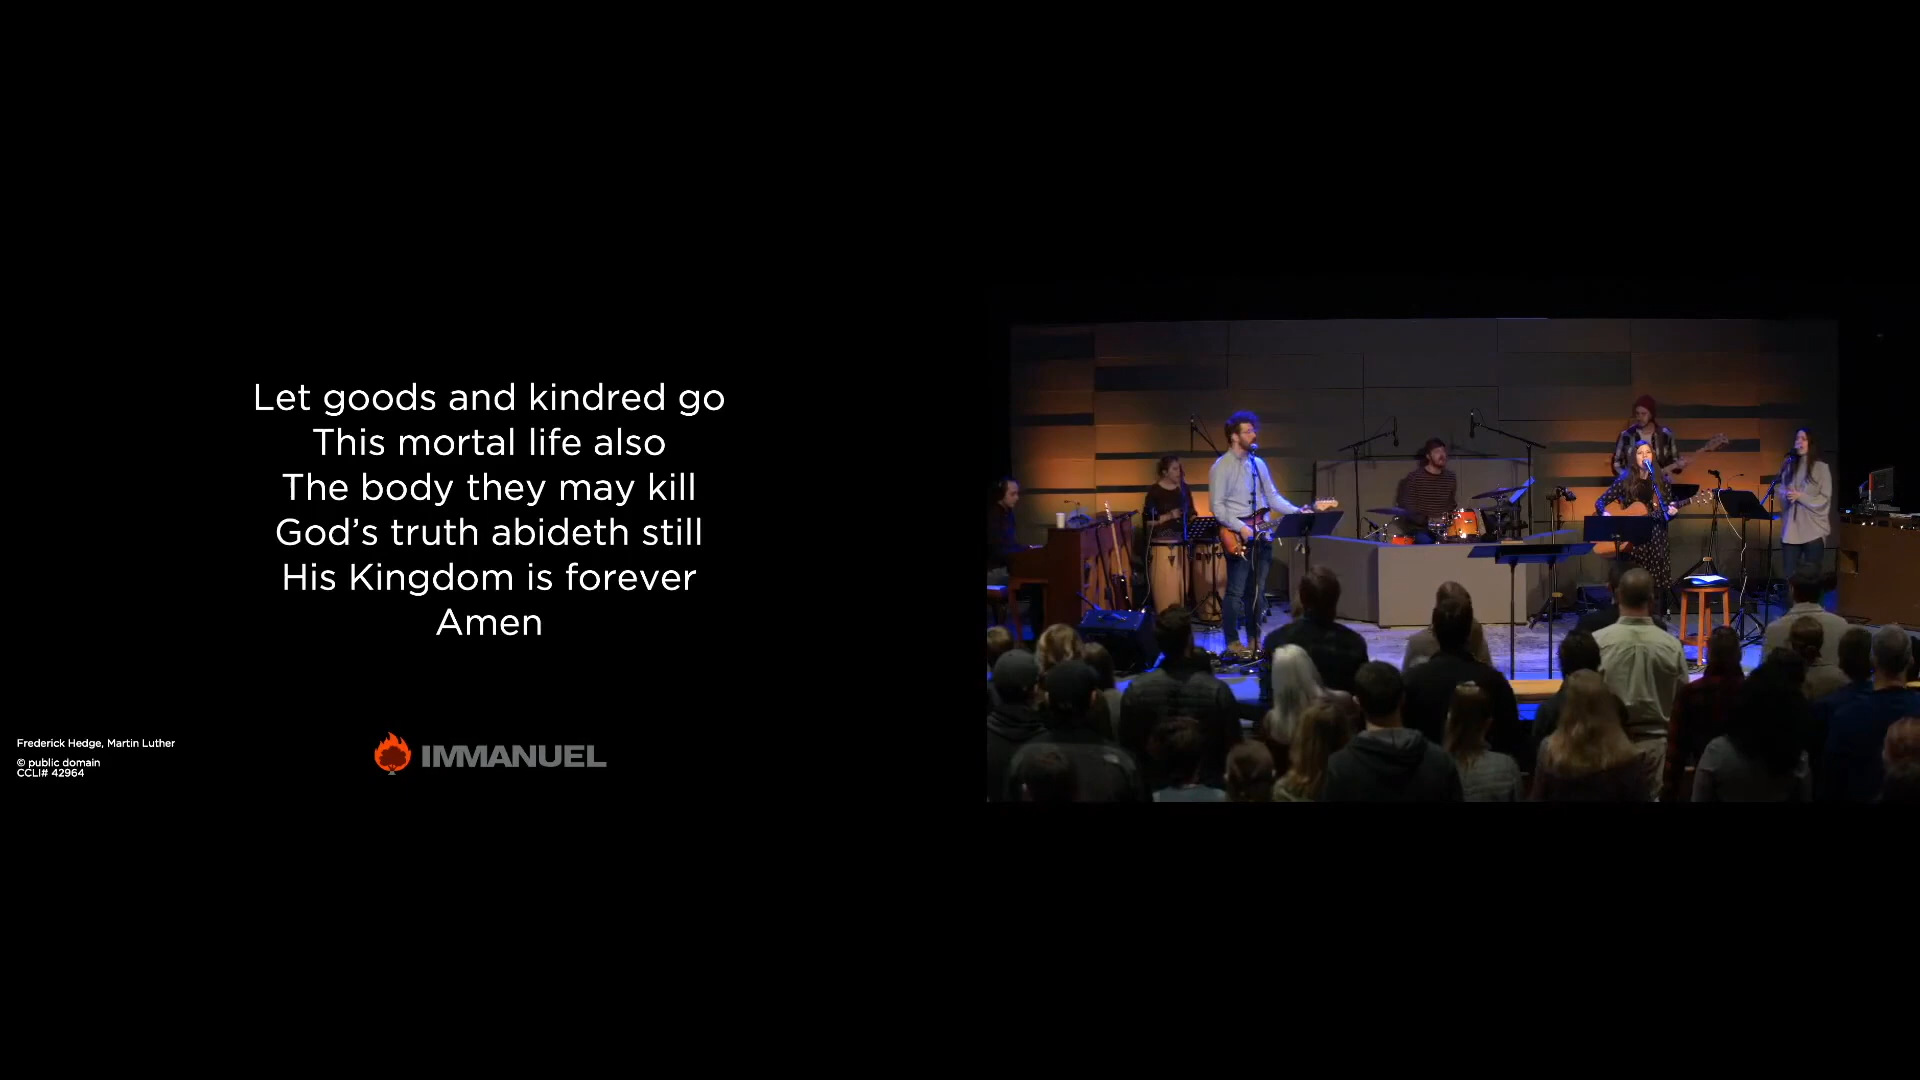 Let goods and kindred go
This mortal life also
The body they may kill
God's truth abideth still
His Kingdom is forever
Amen
Frederick Hedge, Martin Luther
© public domain
CCLI# 42964
IMMANUEL